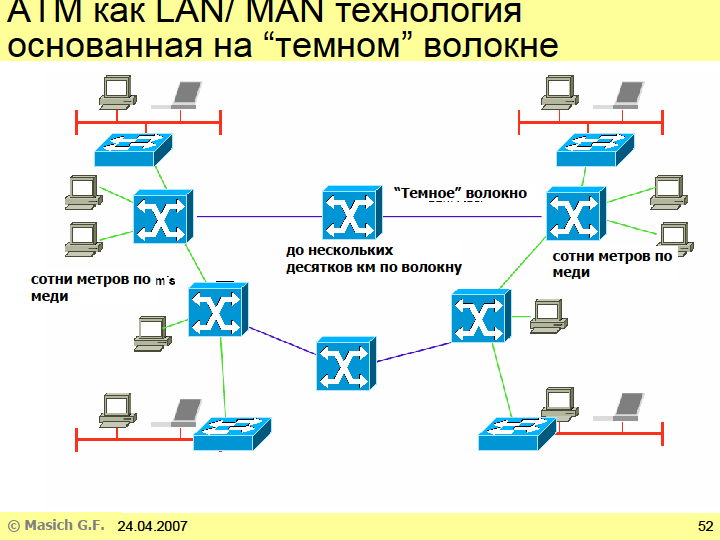 АТМ как LAN/ MAN технология
основанная на “темном” волокне
“Темное” волокно
до нескольких
десятков км по волокну
сотни метров по
меди
сотни метров по m's
меди
© Masich G.F. 24.04.2007 52